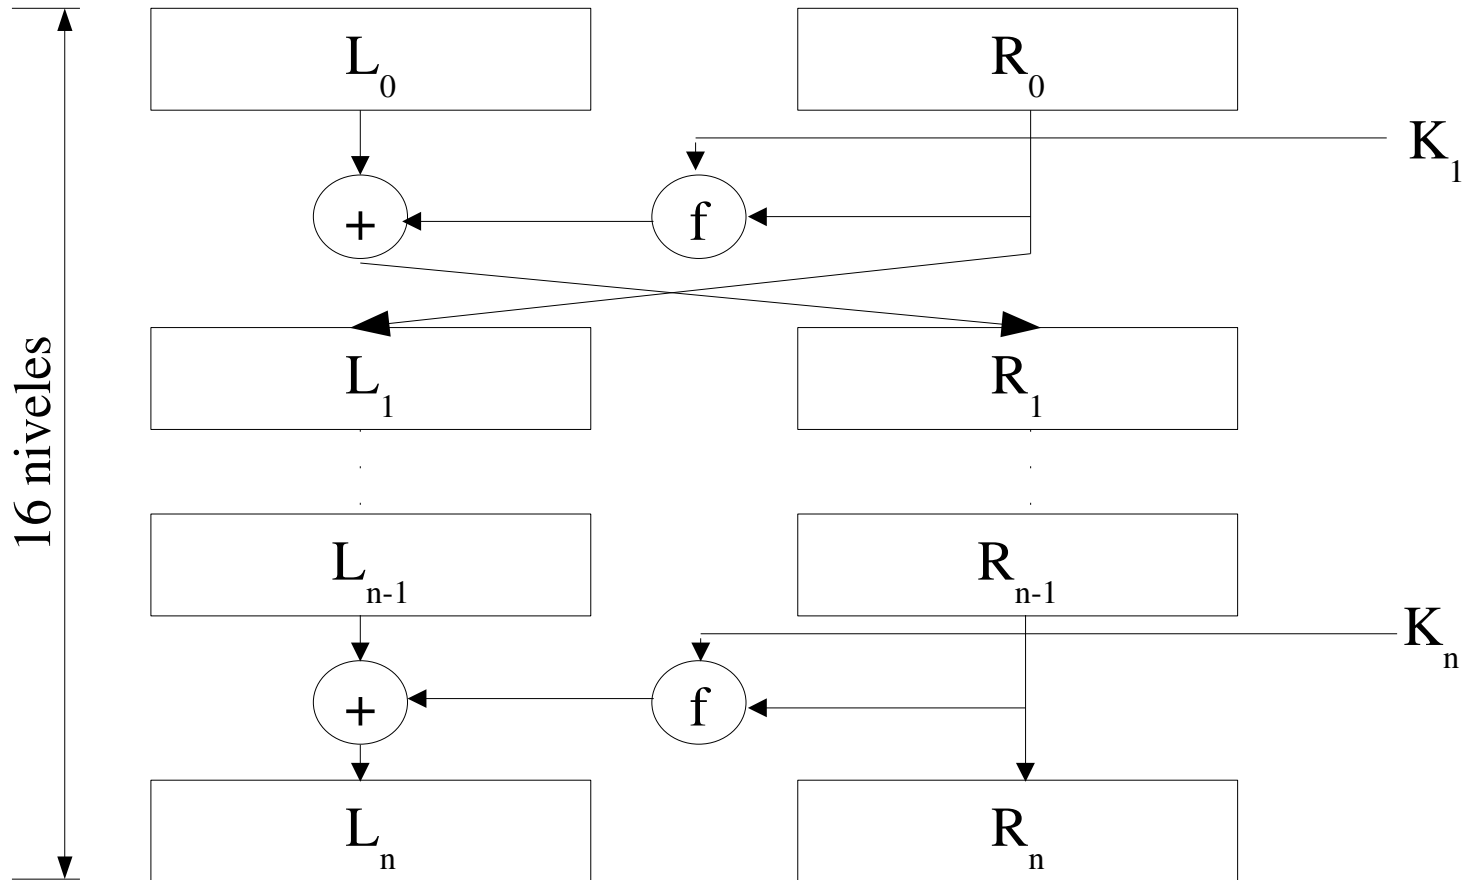 L₀
R₀
K₁
+
f
L₁
R₁
16 niveles
Lₙ₋₁
Rₙ₋₁
Kₙ
+
f
Lₙ
Rₙ